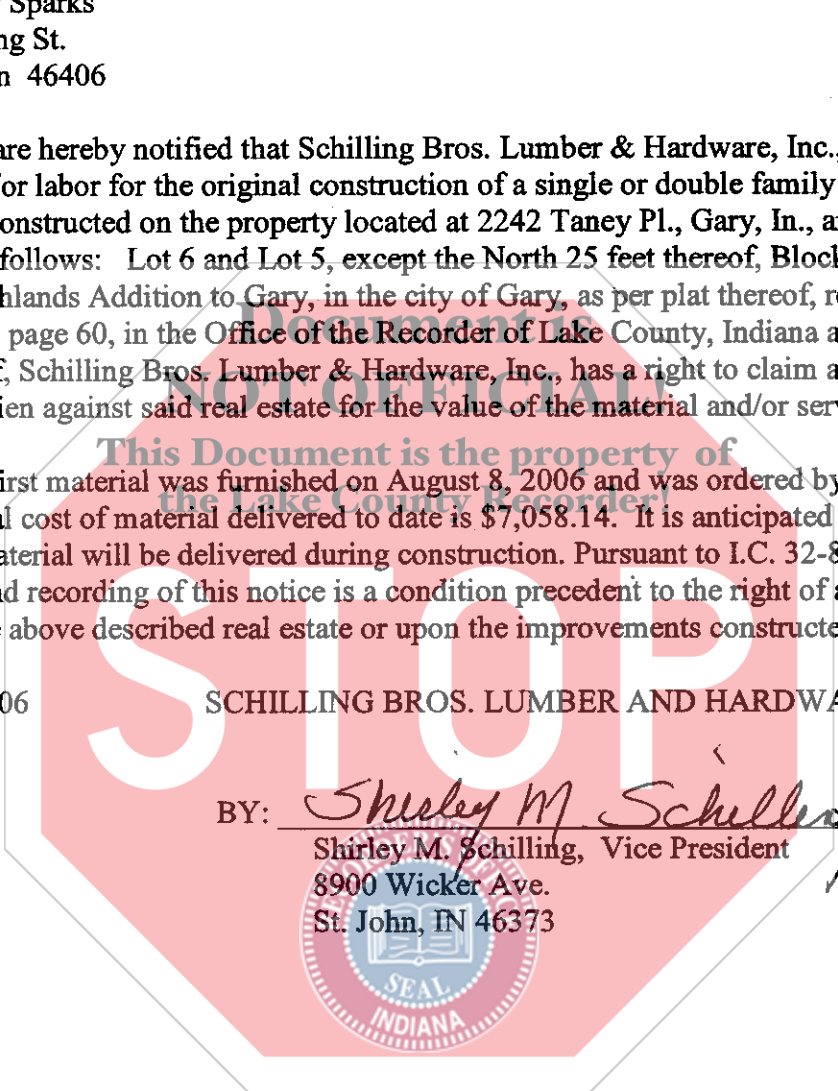 Sparks
ng St.
n 46406
are hereby notified that Schilling Bros. Lumber & Hardware, Inc.,
or labor for the original construction of a single or double family
onstructed on the property located at 2242 Taney Pl., Gary, In., a
follows: Lot 6 and Lot 5, except the North 25 feet thereof, Bloc
hlands Addition to Gary, in the city of Gary, as per plat thereof, r
page 60, in the Office of the Recorder of Lake County, Indiana a
f, Schilling Bros. Lumber & Hardware, Inc., has a right to claim a
ien against said real estate for the value of the material and/or ser
irst material was furnished on August 8, 2006 and was ordered by
al cost of material delivered to date is $7,058.14. It is anticipated
aterial will be delivered during construction. Pursuant to I.C. 32-8
nd recording of this notice is a condition precedent to the right of a
above described real estate or upon the improvements constructe
06 SCHILLING BROS. LUMBER AND HARDWA
BY: Shirley M Schilling
Shirley M. Schilling, Vice President
8900 Wicker Ave.
St. John, IN 46373
Document is
NOT OFFICIAL!
This Document is the property of
the Lake County Recorder!
STOP
SEAL
INDIANA